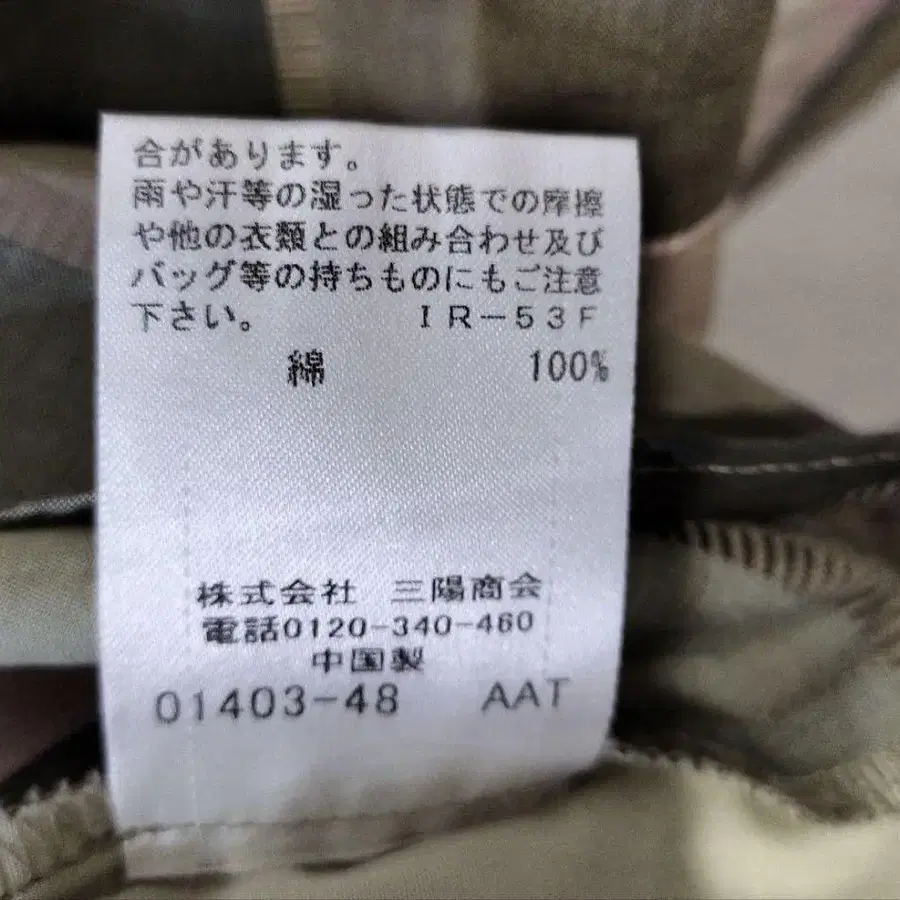 合があります。
雨や汗等の湿った状態での摩擦
や他の衣類との組み合わせ及び
バッグ等の持ちものにもご注意
下さい。 IR-53F
綿 100%
株式会社 三陽商会
電話0120-340-460
中国製
01403-48 AAT